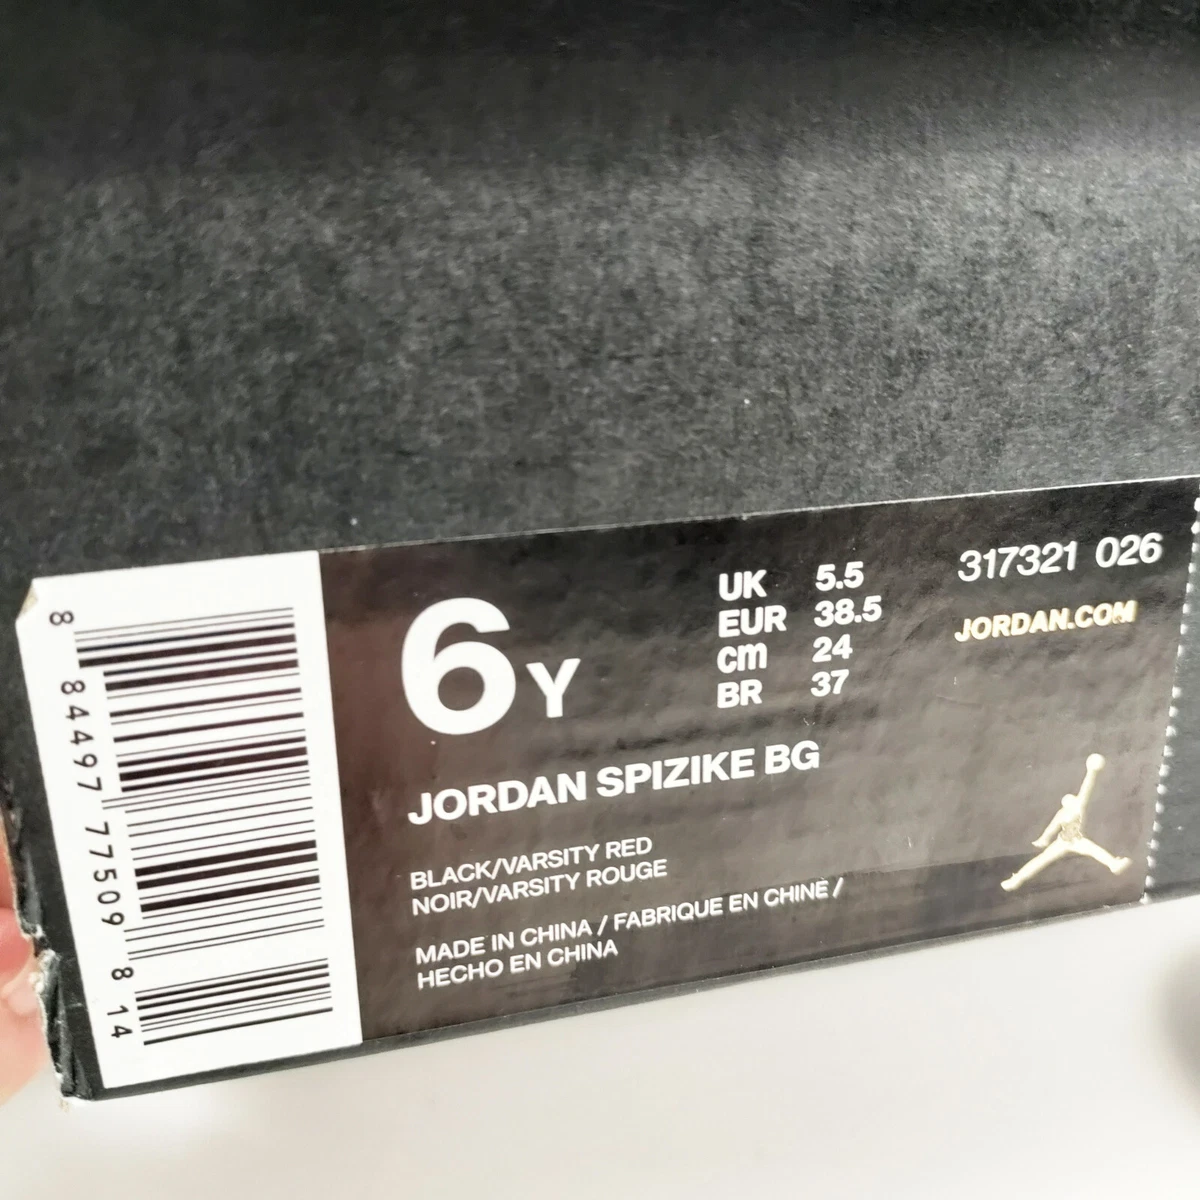 8 84497 77509 8 14
6Y
UK 5.5
EUR 38.5
cm 24
BR 37
317321 026
JORDAN.COM
JORDAN SPIZIKE BG
BLACK/VARSITY RED
NOIR/VARSITY ROUGE
MADE IN CHINA / FABRIQUE EN CHINE /
HECHO EN CHINA